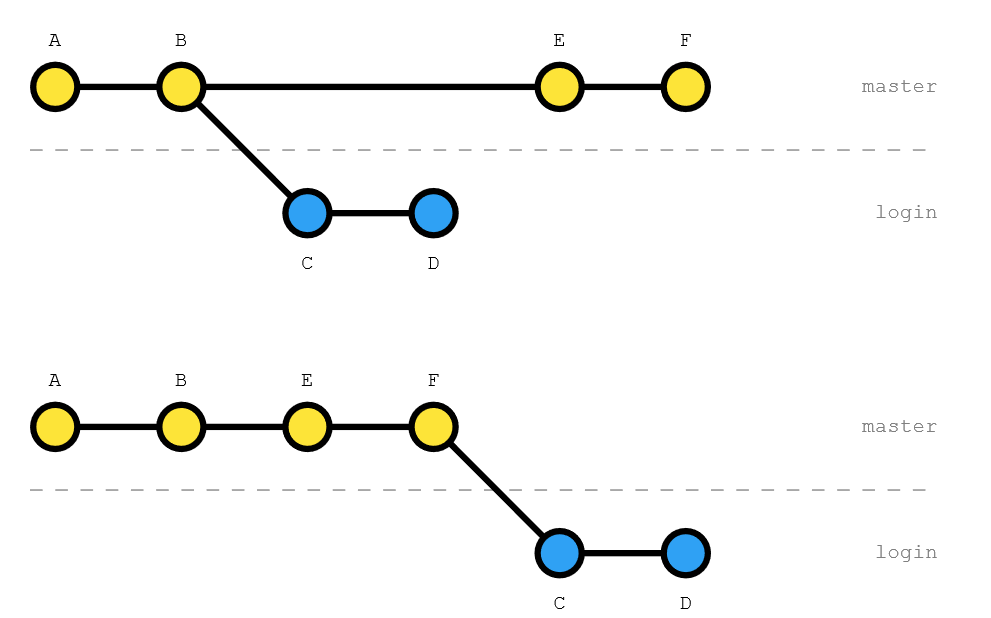 A B E F
master
login
C D
A B E F
master
login
C D